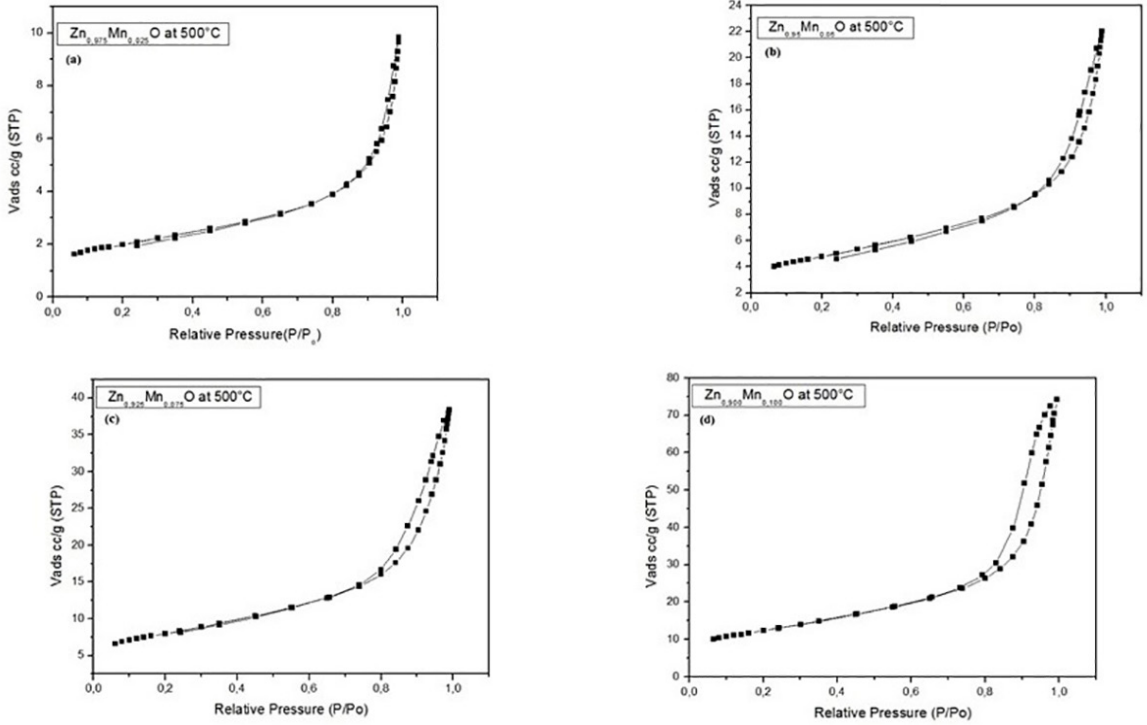 Zn0,975Mn0,025O at 500°C
(a)
10
8
6
4
2
0
Vads cc/g (STP)
0,0 0,2 0,4 0,6 0,8 1,0
Relative Pressure(P/Po)
Zn0,95Mn0,05O at 500°C
(b)
24
22
20
18
16
14
12
10
8
6
4
2
Vads cc/g (STP)
0,0 0,2 0,4 0,6 0,8 1,0
Relative Pressure (P/Po)
Zn0,925Mn0,075O at 500°C
(c)
40
35
30
25
20
15
10
5
Vads cc/g (STP)
0,0 0,2 0,4 0,6 0,8 1,0
Relative Pressure (P/Po)
Zn0,900Mn0,100O at 500°C
(d)
80
70
60
50
40
30
20
10
0
Vads cc/g (STP)
0,0 0,2 0,4 0,6 0,8 1,0
Relative Pressure (P/Po)